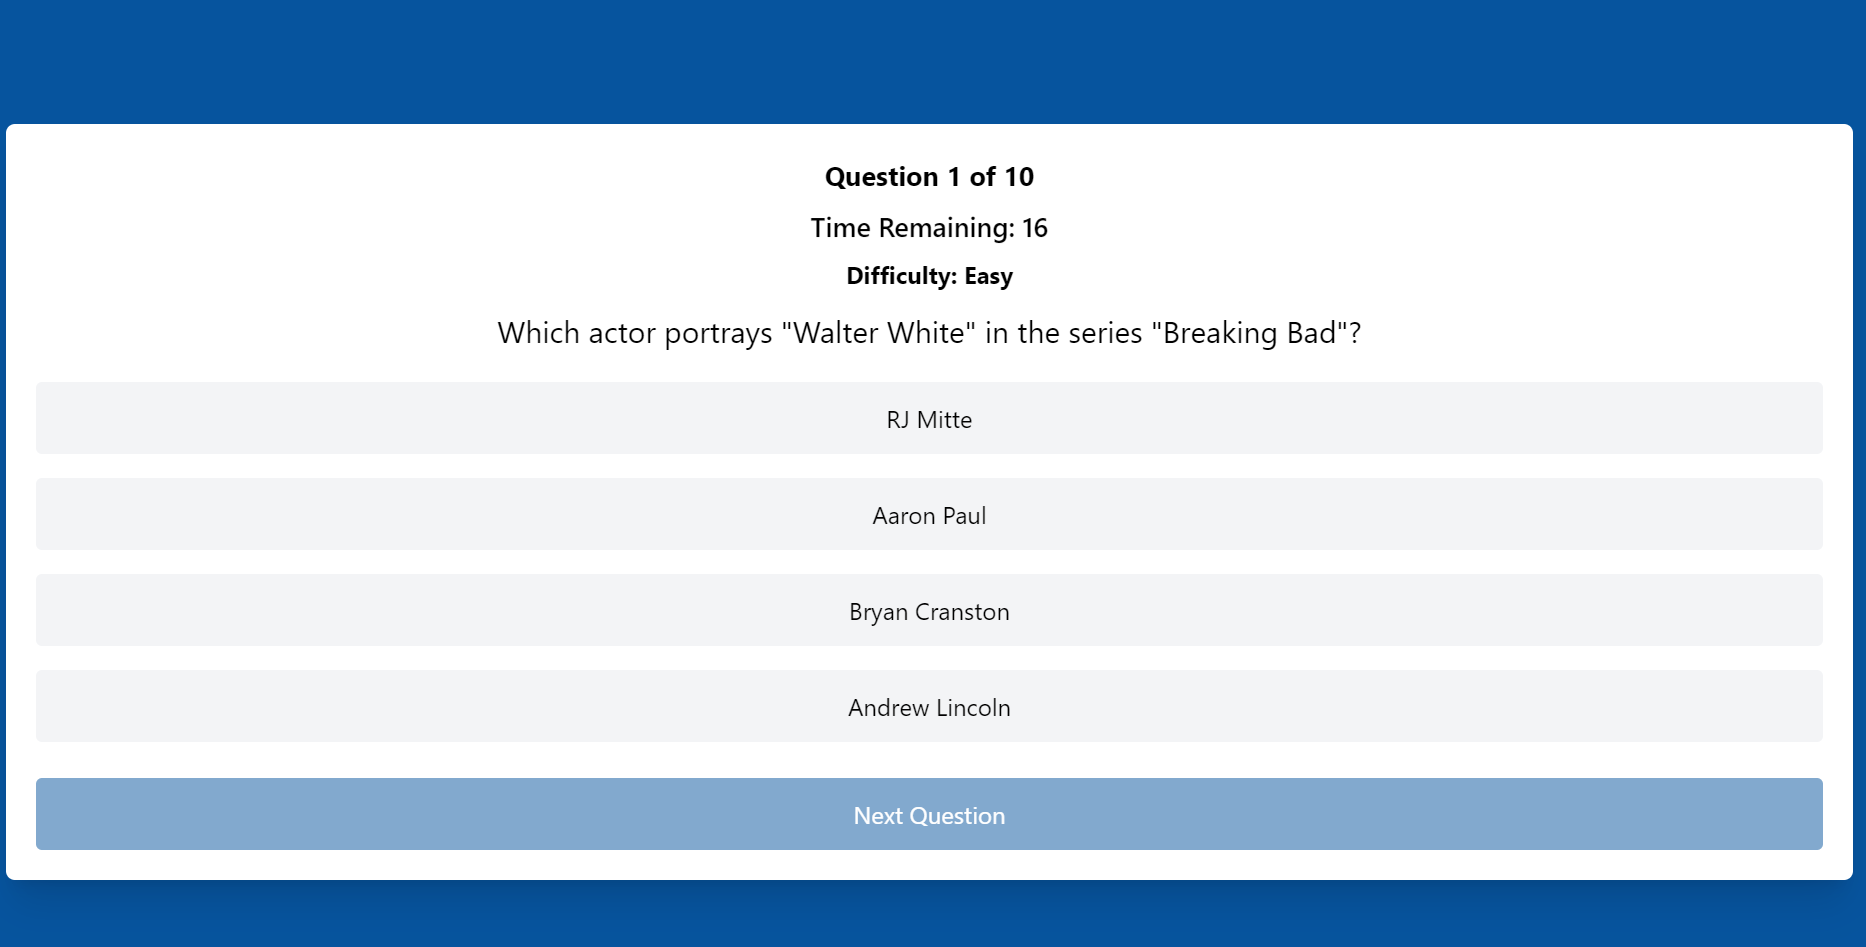 Question 1 of 10
Time Remaining: 16
Difficulty: Easy
Which actor portrays "Walter White" in the series "Breaking Bad"?
RJ Mitte
Aaron Paul
Bryan Cranston
Andrew Lincoln
Next Question